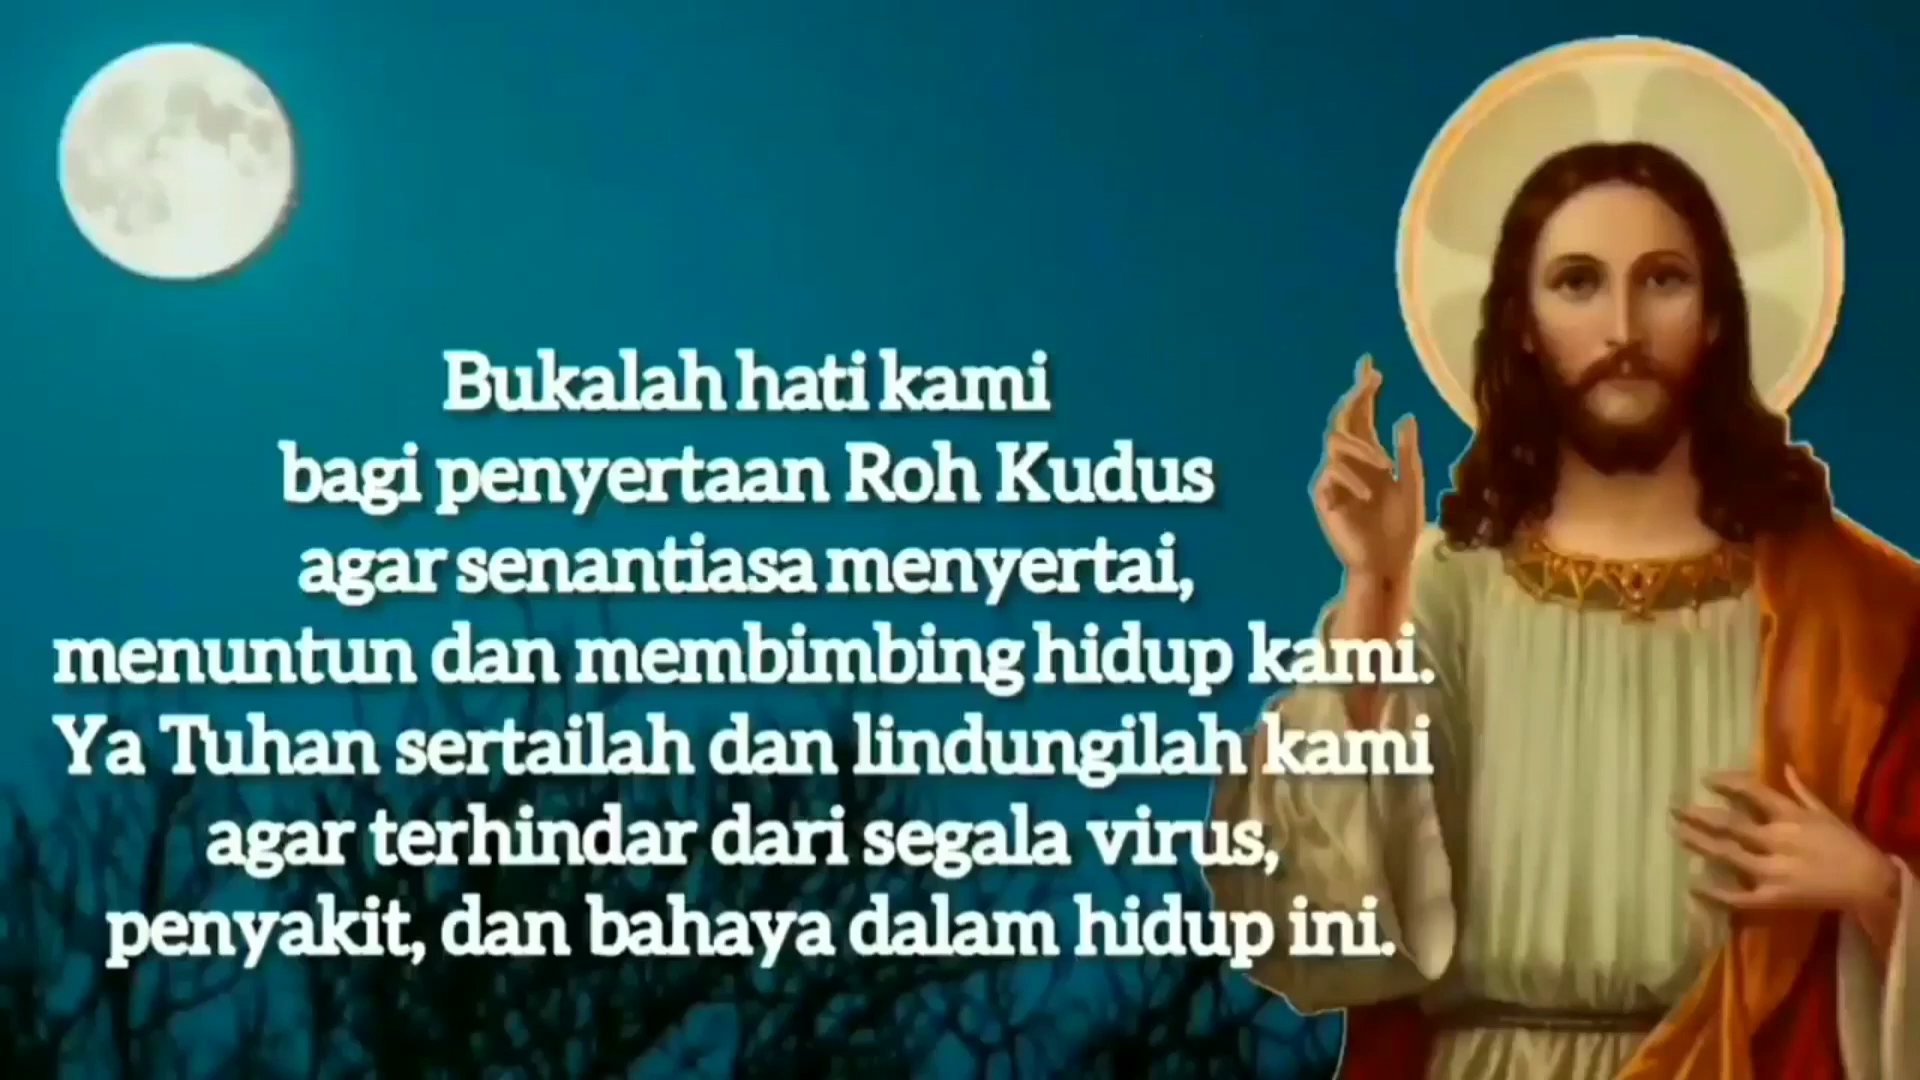 Bukalah hati kami
bagi penyertaan Roh Kudus
agar senantiasa menyertai,
menuntun dan membimbing hidup kami.
Ya Tuhan sertailah dan lindungilah kami
agar terhindar dari segala virus,
penyakit, dan bahaya dalam hidup ini.